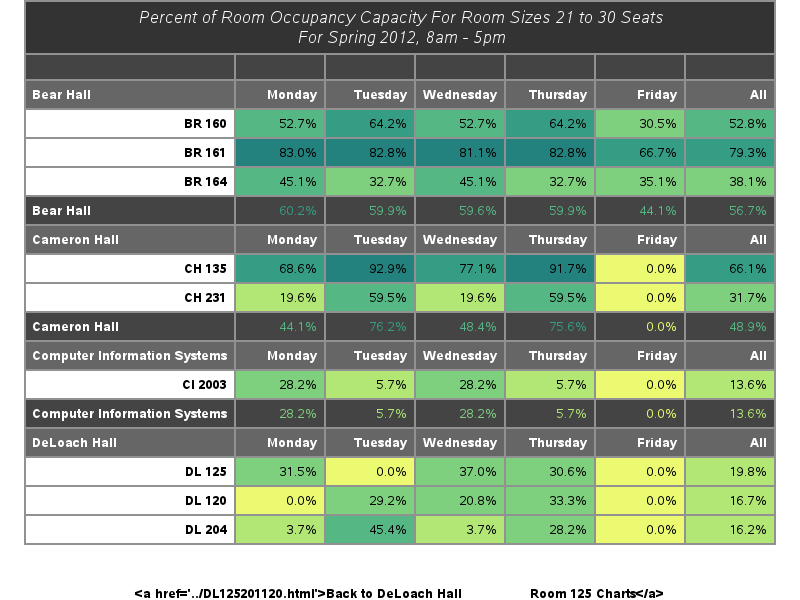 Percent of Room Occupancy Capacity For Room Sizes 21 to 30 Seats
For Spring 2012, 8am - 5pm
Bear Hall Monday Tuesday Wednesday Thursday Friday All
BR 160 52.7% 64.2% 52.7% 64.2% 30.5% 52.8%
BR 161 83.0% 82.8% 81.1% 82.8% 66.7% 79.3%
BR 164 45.1% 32.7% 45.1% 32.7% 35.1% 38.1%
Bear Hall 60.2% 59.9% 59.6% 59.9% 44.1% 56.7%
Cameron Hall Monday Tuesday Wednesday Thursday Friday All
CH 135 68.6% 92.9% 77.1% 91.7% 0.0% 66.1%
CH 231 19.6% 59.5% 19.6% 59.5% 0.0% 31.7%
Cameron Hall 44.1% 76.2% 48.4% 75.6% 0.0% 48.9%
Computer Information Systems Monday Tuesday Wednesday Thursday Friday All
CI 2003 28.2% 5.7% 28.2% 5.7% 0.0% 13.6%
Computer Information Systems 28.2% 5.7% 28.2% 5.7% 0.0% 13.6%
DeLoach Hall Monday Tuesday Wednesday Thursday Friday All
DL 125 31.5% 0.0% 37.0% 30.6% 0.0% 19.8%
DL 120 0.0% 29.2% 20.8% 33.3% 0.0% 16.7%
DL 204 3.7% 45.4% 3.7% 28.2% 0.0% 16.2%
<a href='../DL125201120.html'>Back to DeLoach Hall Room 125 Charts</a>